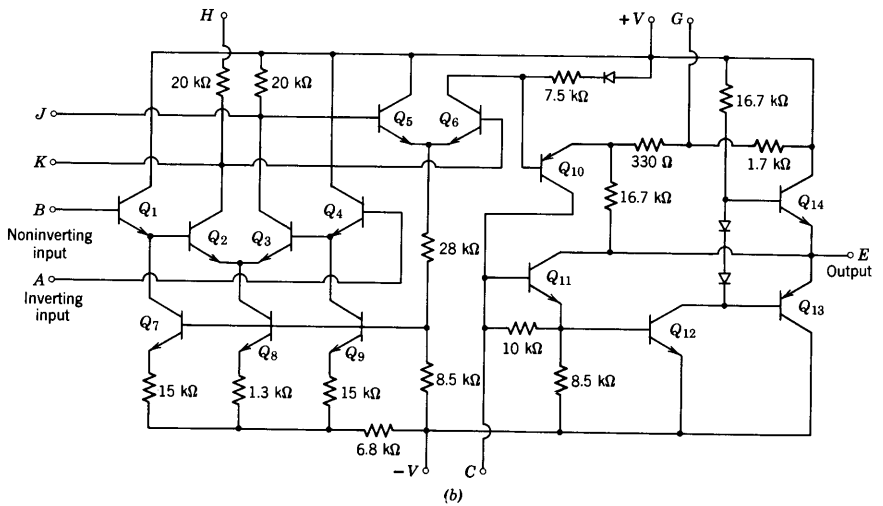 H
+V G
20 kΩ 20 kΩ
7.5 kΩ
16.7 kΩ
J
Q5 Q6
K
Q10
330 Ω
1.7 kΩ
16.7 kΩ
B
Noninverting
input
Q1
Q2
Q3
Q4
Q14
28 kΩ
E
Output
A
Inverting
input
Q11
Q7
Q8
Q9
Q12
Q13
10 kΩ
15 kΩ
1.3 kΩ
15 kΩ
8.5 kΩ
8.5 kΩ
6.8 kΩ
−V
C
(b)